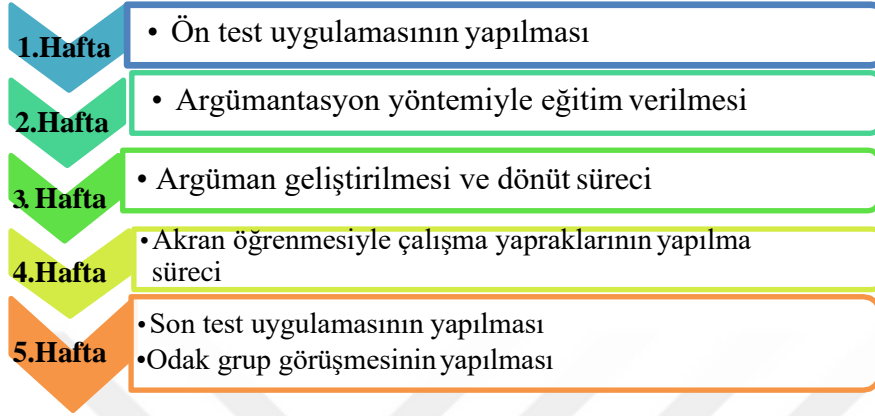 1.Hafta
• Ön test uygulamasının yapılması
2.Hafta
• Argümantasyon yöntemiyle eğitim verilmesi
3. Hafta
• Argüman geliştirilmesi ve dönüt süreci
4.Hafta
•Akran öğrenmesiyle çalışma yapraklarının yapılma
süreci
5.Hafta
•Son test uygulamasının yapılması
•Odak grup görüşmesinin yapılması